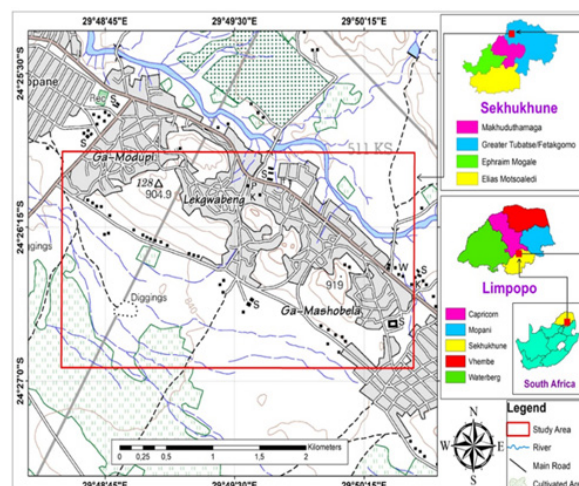 29°48'45"E 29°49'30"E 29°50'15"E
24°25'30"S
24°26'15"S
24°27'0"S
Rec
S
Ga-Modupi
128
904.9
Lekgwabeng
511 KS
S
P
K
919
W
S
K
Ga-Mashobela
S
S
Diggings
840
Kilometers
0 0,25 0,5 1 1,5 2
29°48'45"E 29°49'30"E 29°50'15"E
Sekhukhune
Makhuduthamaga
Greater Tubatse/Fetakgomo
Ephraim Mogale
Elias Motsoaledi
Limpopo
Capricorn
Mopani
Sekhukhune
Vhembe
Waterberg
South Africa
N
W E
S
Legend
Study Area
River
Main Road